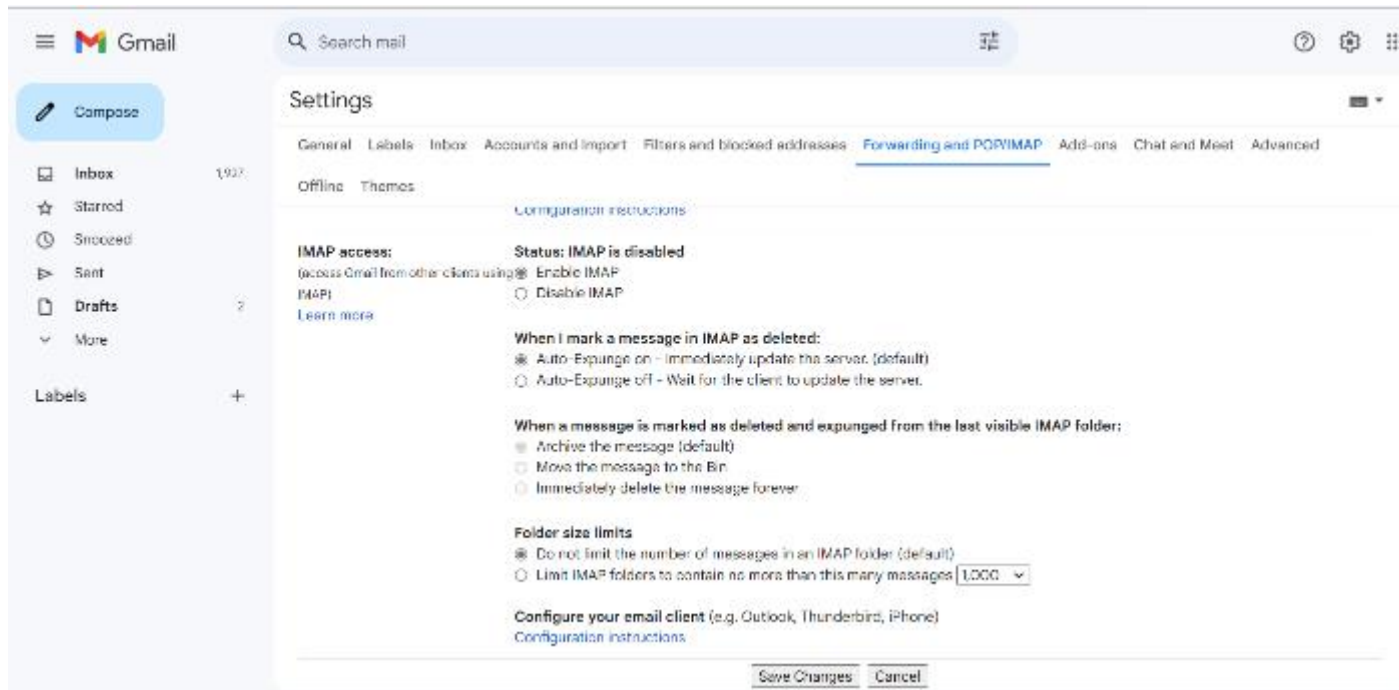 Gmail
Search mail
Compose
Inbox 1,937
Starred
Snoozed
Sent
Drafts 2
More
Labels +
Settings
General Labels Inbox Accounts and Import Filters and blocked addresses Forwarding and POP/IMAP Add-ons Chat and Meet Advanced
Offline Themes
Configuration instructions
IMAP access:
(access Gmail from other clients using
IMAP)
Learn more
Status: IMAP is disabled
Enable IMAP
Disable IMAP
When I mark a message in IMAP as deleted:
Auto-Expunge on - Immediately update the server. (default)
Auto-Expunge off - Wait for the client to update the server.
When a message is marked as deleted and expunged from the last visible IMAP folder:
Archive the message (default)
Move the message to the Bin
Immediately delete the message forever
Folder size limits
Do not limit the number of messages in an IMAP folder (default)
Limit IMAP folders to contain no more than this many messages 1,000
Configure your email client (e.g. Outlook, Thunderbird, iPhone)
Configuration instructions
Save Changes Cancel